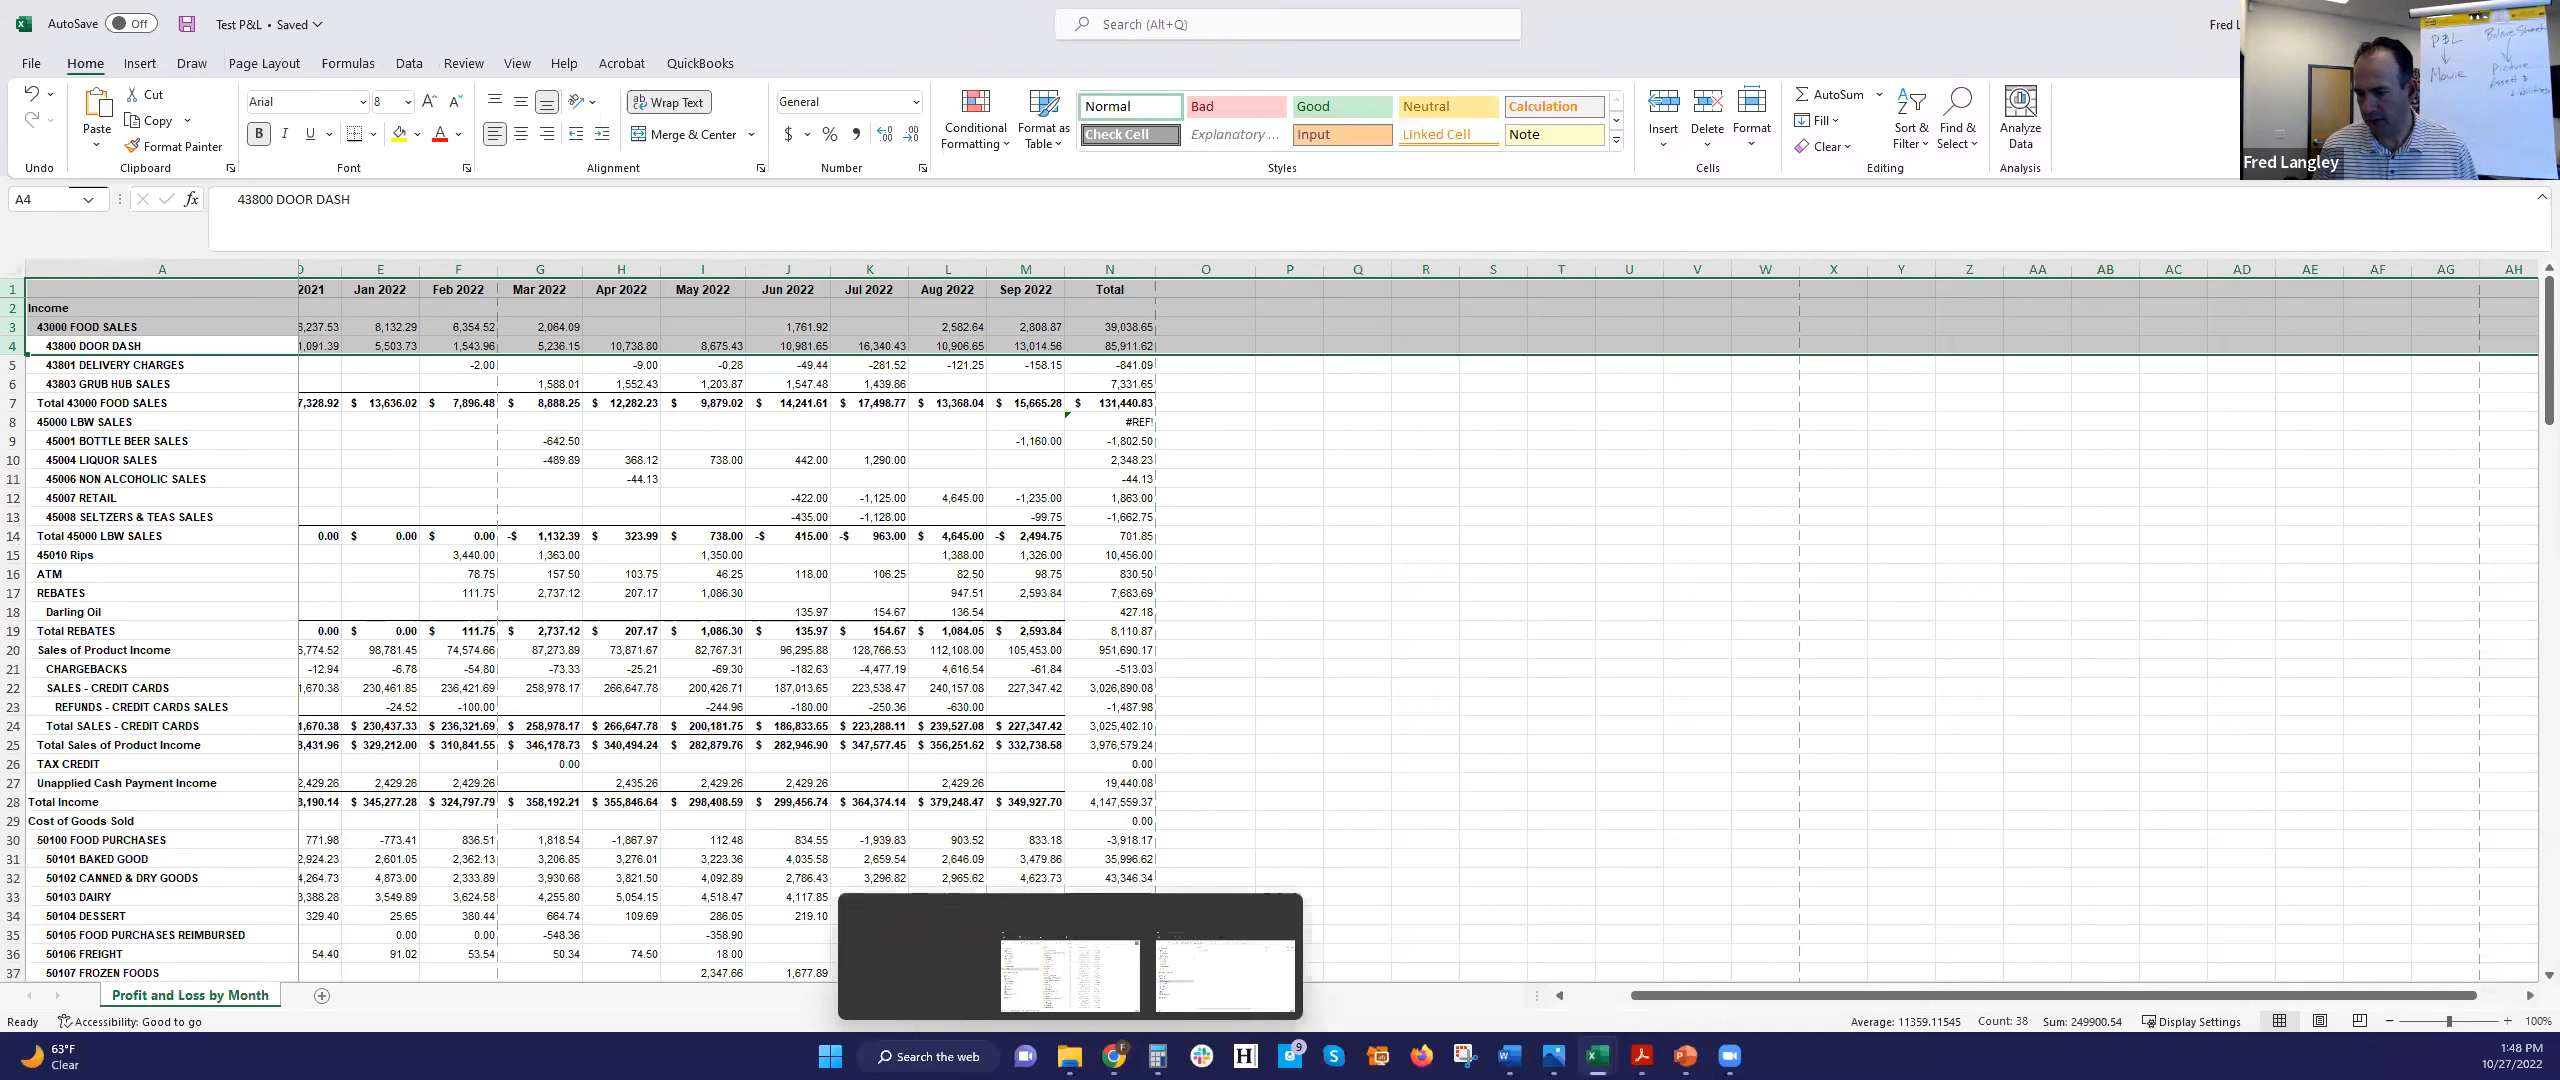 AutoSave Off Test P&L • Saved Search (Alt+Q) Fred L
File Home Insert Draw Page Layout Formulas Data Review View Help Acrobat QuickBooks
P&L Balance Sheet
Movie Picture
Assets &
Liabilities
Fred Langley
Cut
Copy
Format Painter
Paste
Arial 8
Wrap Text
Merge & Center
General
Conditional Formatting
Format as Table
Normal Bad Good Neutral Calculation
Check Cell Explanatory ... Input Linked Cell Note
Insert Delete Format
AutoSum
Fill
Clear
Sort & Filter
Find & Select
Analyze Data
Undo Clipboard Font Alignment Number Styles Cells Editing Analysis
A4 fx 43800 DOOR DASH
A D E F G H I J K L M N O P Q R S T U V W X Y Z AA AB AC AD AE AF AG AH
1 2021 Jan 2022 Feb 2022 Mar 2022 Apr 2022 May 2022 Jun 2022 Jul 2022 Aug 2022 Sep 2022 Total
2 Income
3 43000 FOOD SALES 6,237.53 8,132.29 6,354.52 2,064.09 1,761.92 2,582.64 2,808.87 39,038.65
4 43800 DOOR DASH 1,091.39 5,503.73 1,543.96 5,236.15 10,738.80 8,675.43 10,981.65 16,340.43 10,906.65 13,014.56 85,911.62
5 43801 DELIVERY CHARGES -2.00 -9.00 -0.28 -49.44 -281.52 -121.25 -158.15 -841.09
6 43803 GRUB HUB SALES 1,588.01 1,552.43 1,203.87 1,547.48 1,439.86 7,331.65
7 Total 43000 FOOD SALES 7,328.92 $ 13,636.02 $ 7,896.48 $ 8,888.25 $ 12,282.23 $ 9,879.02 $ 14,241.61 $ 17,498.77 $ 13,368.04 $ 15,665.28 $ 131,440.83
8 45000 LBW SALES #REF!
9 45001 BOTTLE BEER SALES -642.50 -1,160.00 -1,802.50
10 45004 LIQUOR SALES -489.89 368.12 738.00 442.00 1,290.00 2,348.23
11 45006 NON ALCOHOLIC SALES -44.13 -44.13
12 45007 RETAIL -422.00 -1,125.00 4,645.00 -1,235.00 1,863.00
13 45008 SELTZERS & TEAS SALES -435.00 -1,128.00 -99.75 -1,662.75
14 Total 45000 LBW SALES 0.00 $ 0.00 $ 0.00 -$ 1,132.39 $ 323.99 $ 738.00 -$ 415.00 -$ 963.00 $ 4,645.00 -$ 2,494.75 701.85
15 45010 Rips 3,440.00 1,363.00 1,350.00 1,388.00 1,326.00 10,456.00
16 ATM 78.75 157.50 103.75 46.25 118.00 106.25 82.50 98.75 830.50
17 REBATES 111.75 2,737.12 207.17 1,086.30 947.51 2,593.84 7,683.69
18 Darling Oil 135.97 154.67 136.54 427.18
19 Total REBATES 0.00 $ 0.00 $ 111.75 $ 2,737.12 $ 207.17 $ 1,086.30 $ 135.97 $ 154.67 $ 1,084.05 $ 2,593.84 8,110.87
20 Sales of Product Income 6,774.52 98,781.45 74,574.66 87,273.89 73,871.67 82,767.31 96,295.88 128,766.53 112,108.00 105,453.00 951,690.17
21 CHARGEBACKS -12.94 -6.78 -54.80 -73.33 -25.21 -69.30 -182.63 -4,477.19 4,616.54 -61.84 -513.03
22 SALES - CREDIT CARDS 1,670.38 230,461.85 236,421.69 258,978.17 266,647.78 200,426.71 187,013.65 223,538.47 240,157.08 227,347.42 3,026,890.08
23 REFUNDS - CREDIT CARDS SALES -24.52 -100.00 -244.96 -180.00 -250.36 -630.00 -1,487.98
24 Total SALES - CREDIT CARDS 1,670.38 $ 230,437.33 $ 236,321.69 $ 258,978.17 $ 266,647.78 $ 200,181.75 $ 186,833.65 $ 223,288.11 $ 239,527.08 $ 227,347.42 3,025,402.10
25 Total Sales of Product Income 8,431.96 $ 329,212.00 $ 310,841.55 $ 346,178.73 $ 340,494.24 $ 282,879.76 $ 282,946.90 $ 347,577.45 $ 356,251.62 $ 332,738.58 3,976,579.24
26 TAX CREDIT 0.00 0.00
27 Unapplied Cash Payment Income 2,429.26 2,429.26 2,429.26 2,435.26 2,429.26 2,429.26 2,429.26 19,440.08
28 Total Income 8,190.14 $ 345,277.28 $ 324,797.79 $ 358,192.21 $ 355,846.64 $ 298,408.59 $ 299,456.74 $ 364,374.14 $ 379,248.47 $ 349,927.70 4,147,559.37
29 Cost of Goods Sold 0.00
30 50100 FOOD PURCHASES 771.98 -773.41 836.51 1,818.54 -1,867.97 112.48 834.55 -1,939.83 903.52 833.18 -3,918.17
31 50101 BAKED GOOD 2,924.23 2,601.05 2,362.13 3,206.85 3,276.01 3,223.36 4,035.58 2,659.54 2,646.09 3,479.86 35,996.62
32 50102 CANNED & DRY GOODS 4,264.73 4,873.00 2,333.89 3,930.68 3,821.50 4,092.89 2,786.43 3,296.82 2,965.62 4,623.73 43,346.34
33 50103 DAIRY 3,388.28 3,549.89 3,624.58 4,255.80 5,054.15 4,518.47 4,117.85
34 50104 DESSERT 329.40 25.65 380.44 664.74 109.69 286.05 219.10
35 50105 FOOD PURCHASES REIMBURSED 0.00 0.00 -548.36 -358.90
36 50106 FREIGHT 54.40 91.02 53.54 50.34 74.50 18.00
37 50107 FROZEN FOODS 2,347.66 1,677.89
Profit and Loss by Month
Ready Accessibility: Good to go Average: 11359.11545 Count: 38 Sum: 249900.54 Display Settings 100%
63°F
Clear
Search the web
9
1:48 PM
10/27/2022